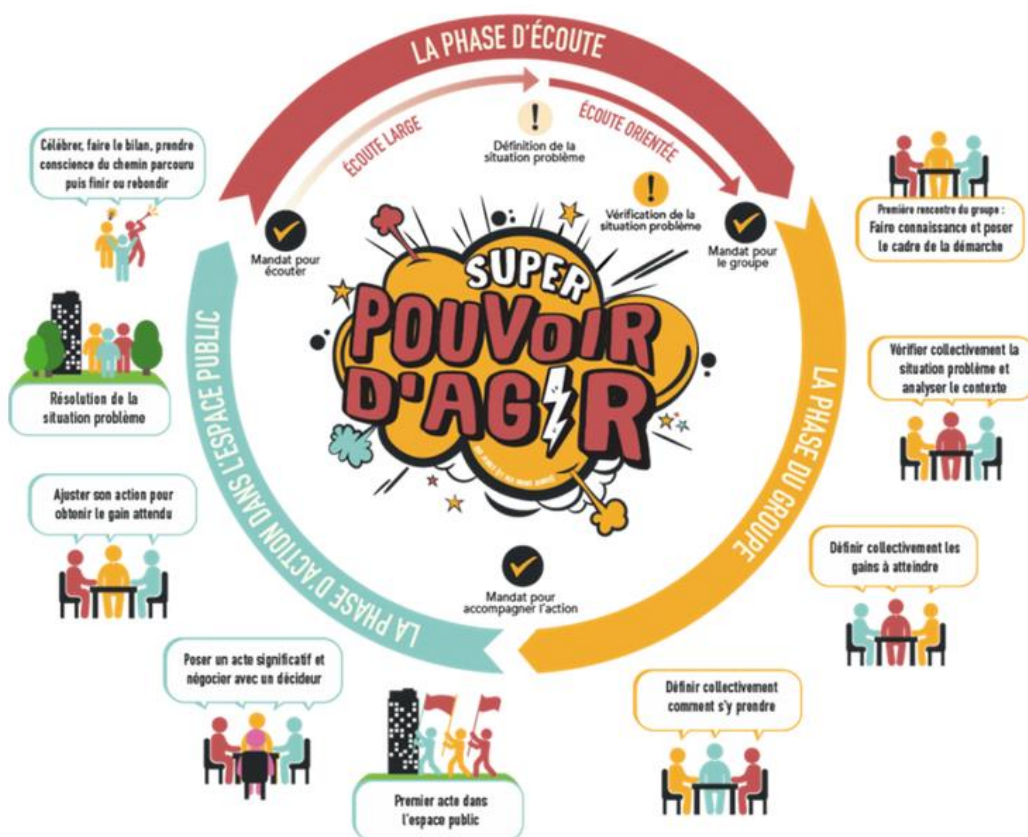 LA PHASE D'ÉCOUTE
ÉCOUTE LARGE
ÉCOUTE ORIENTÉE
Définition de la
situation problème
Vérification de la
situation problème
Mandat pour
écouter
Mandat pour
le groupe
SUPER
POUVOIR
D'AGIR
Mandat pour
accompagner l'action
LA PHASE DU GROUPE
Première rencontre du groupe :
Faire connaissance et poser
le cadre de la démarche
Vérifier collectivement la
situation problème et
analyser le contexte
Définir collectivement les
gains à atteindre
Définir collectivement
comment s'y prendre
LA PHASE D'ACTION DANS L'ESPACE PUBLIC
Premier acte dans
l'espace public
Poser un acte significatif et
négocier avec un décideur
Ajuster son action pour
obtenir le gain attendu
Résolution de la
situation problème
Célébrer, faire le bilan, prendre
conscience du chemin parcouru
puis finir ou rebondir